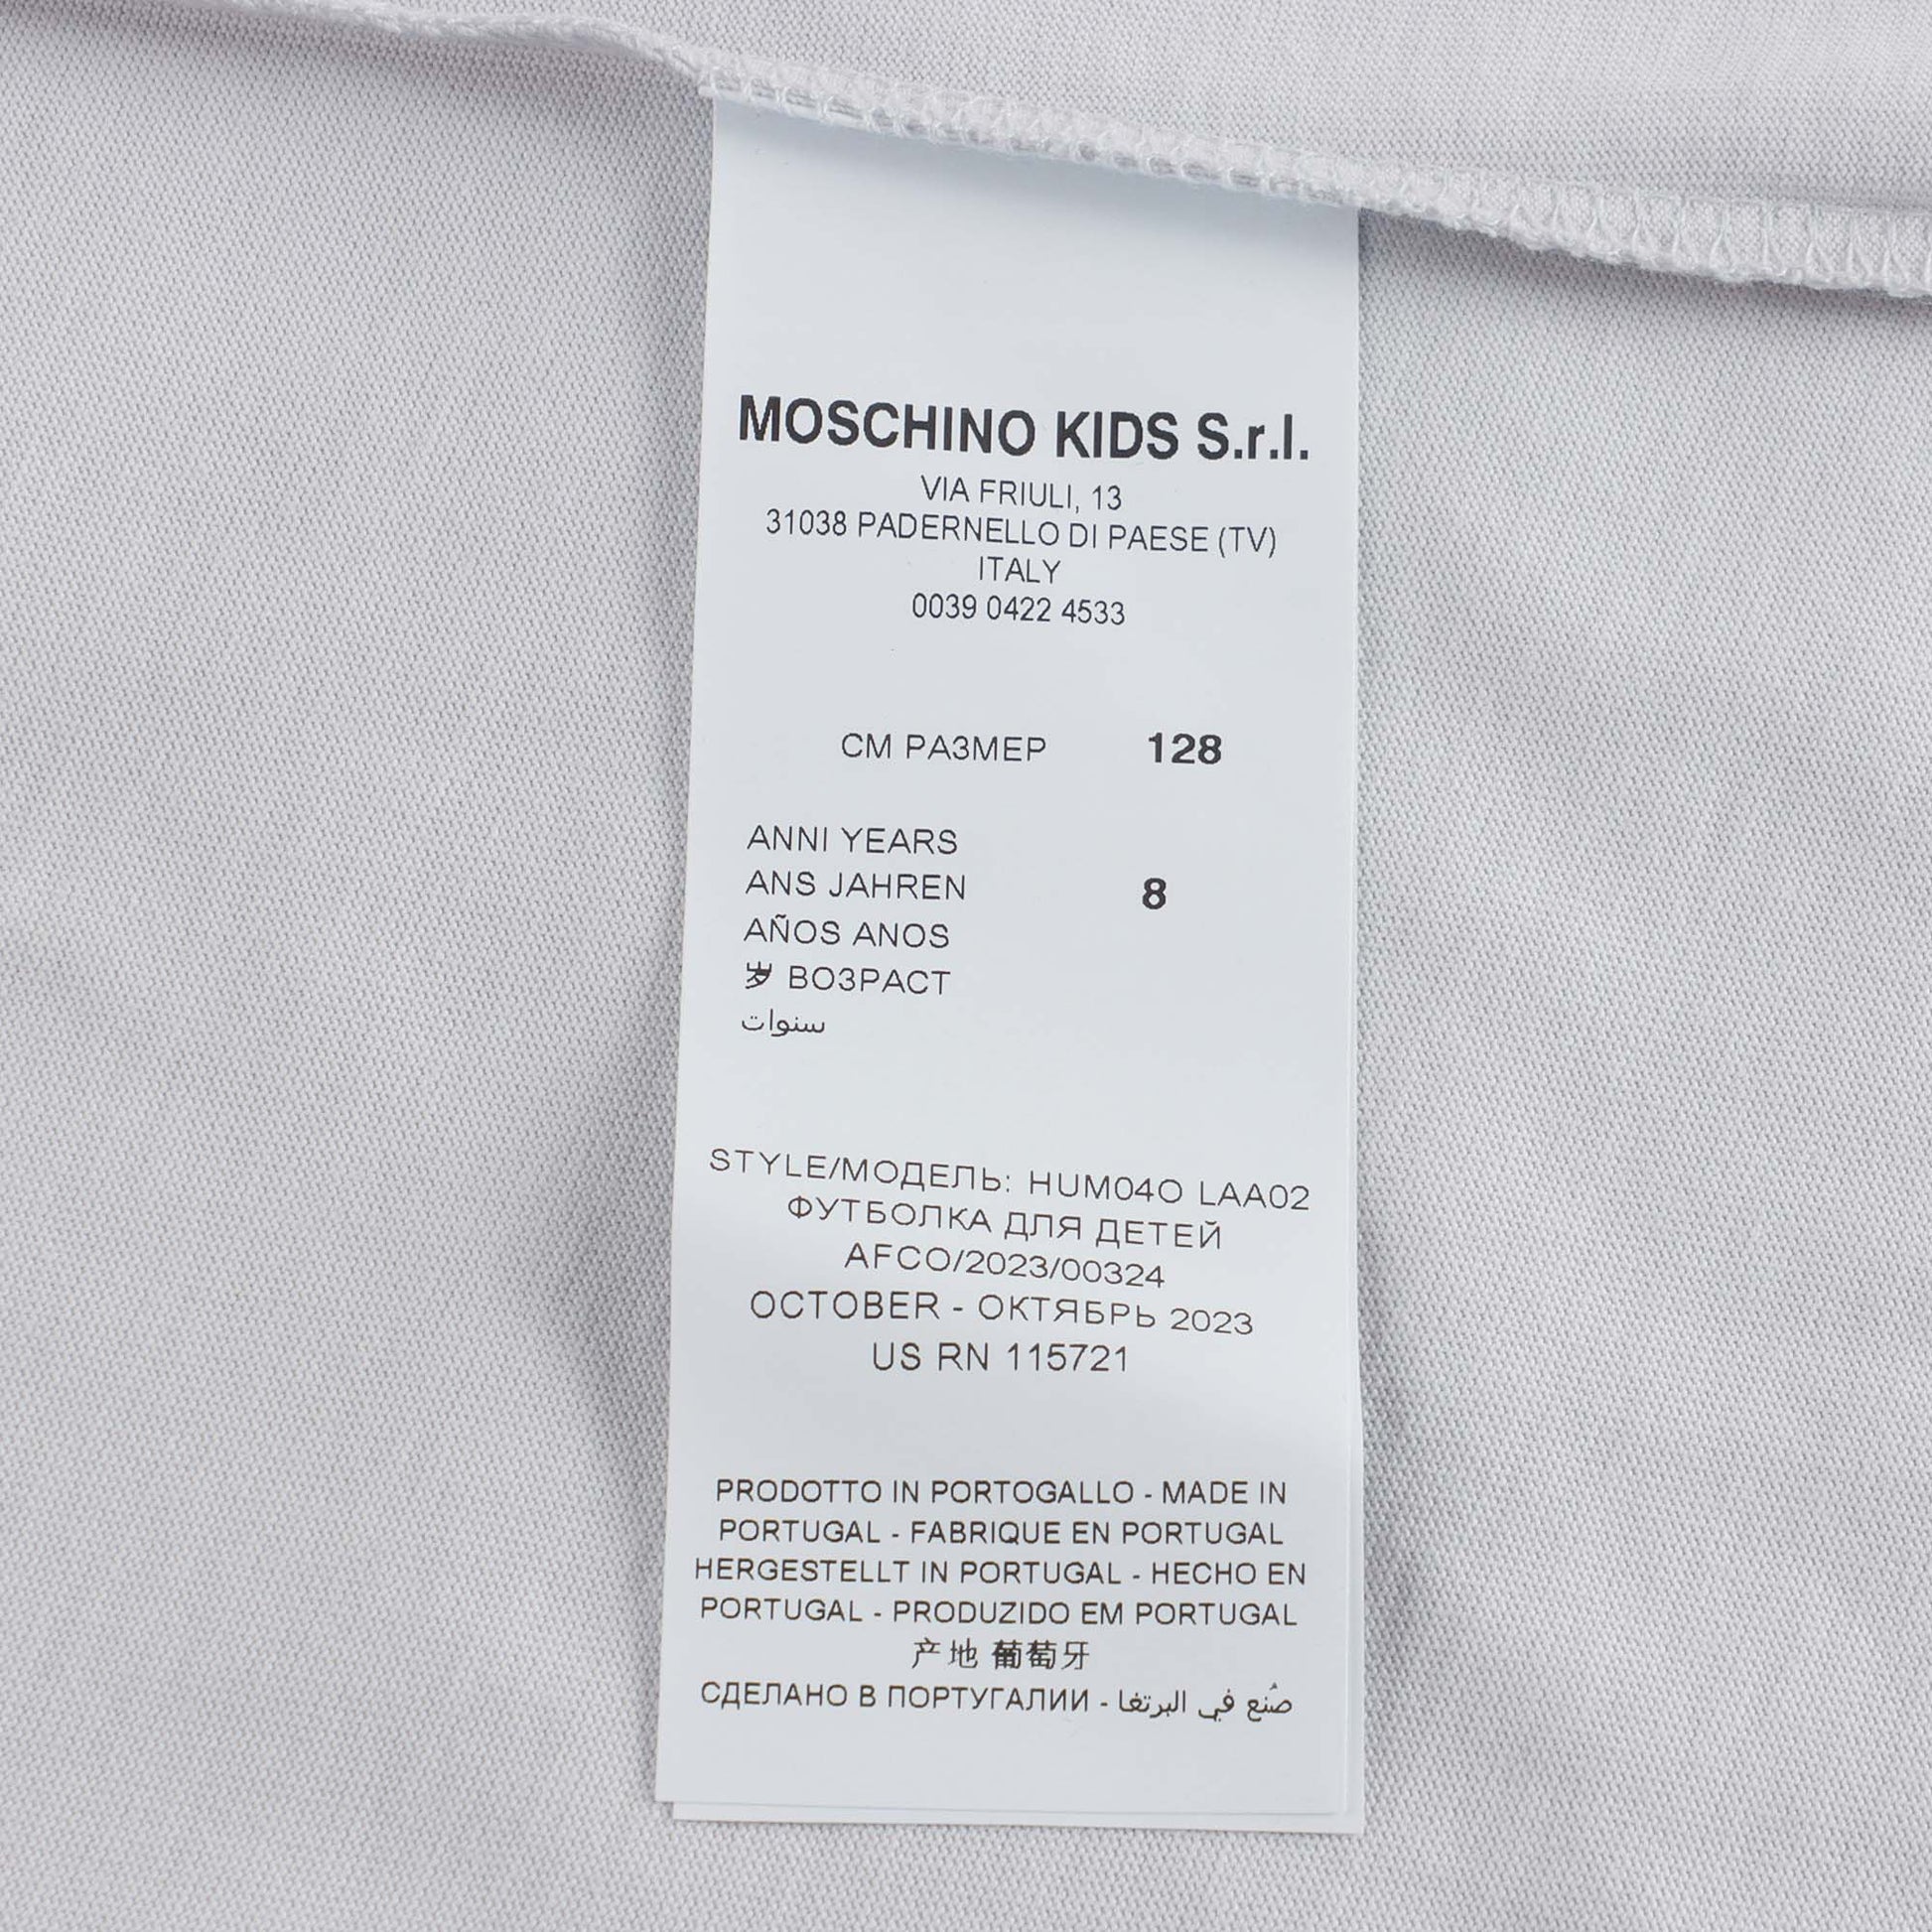 MOSCHINO KIDS S.r.l.
VIA FRIULI, 13
31038 PADERNELLO DI PAESE (TV)
ITALY
0039 0422 4533
СМ РАЗМЕР 128
ANNI YEARS
ANS JAHREN 8
AÑOS ANOS
岁 ВОЗРАСТ
سنوات
STYLE/МОДЕЛЬ: HUM04O LAA02
ФУТБОЛКА ДЛЯ ДЕТЕЙ
AFCO/2023/00324
OCTOBER - ОКТЯБРЬ 2023
US RN 115721
PRODOTTO IN PORTOGALLO - MADE IN
PORTUGAL - FABRIQUE EN PORTUGAL
HERGESTELLT IN PORTUGAL - HECHO EN
PORTUGAL - PRODUZIDO EM PORTUGAL
产地 葡萄牙
СДЕЛАНО В ПОРТУГАЛИИ - صُنع في البرتغا